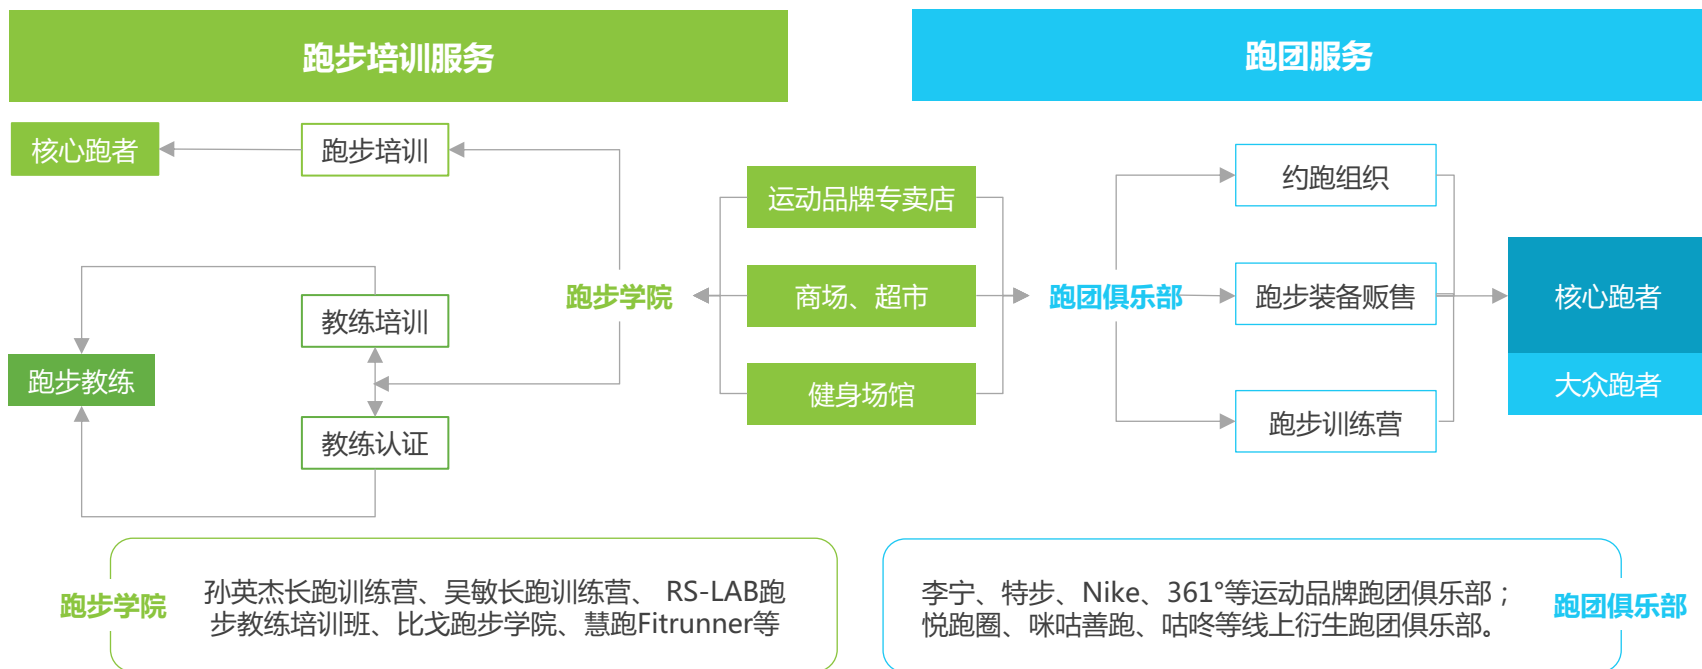 跑步培训服务
跑团服务
核心跑者
跑步培训
运动品牌专卖店
约跑组织
跑步学院
商场、超市
跑团俱乐部
跑步装备贩售
核心跑者
教练培训
跑步教练
健身场馆
大众跑者
教练认证
跑步训练营
跑步学院
孙英杰长跑训练营、吴敏长跑训练营、 RS-LAB跑
步教练培训班、比戈跑步学院、慧跑Fitrunner等
李宁、特步、Nike、361°等运动品牌跑团俱乐部；
悦跑圈、咪咕善跑、咕咚等线上衍生跑团俱乐部。
跑团俱乐部